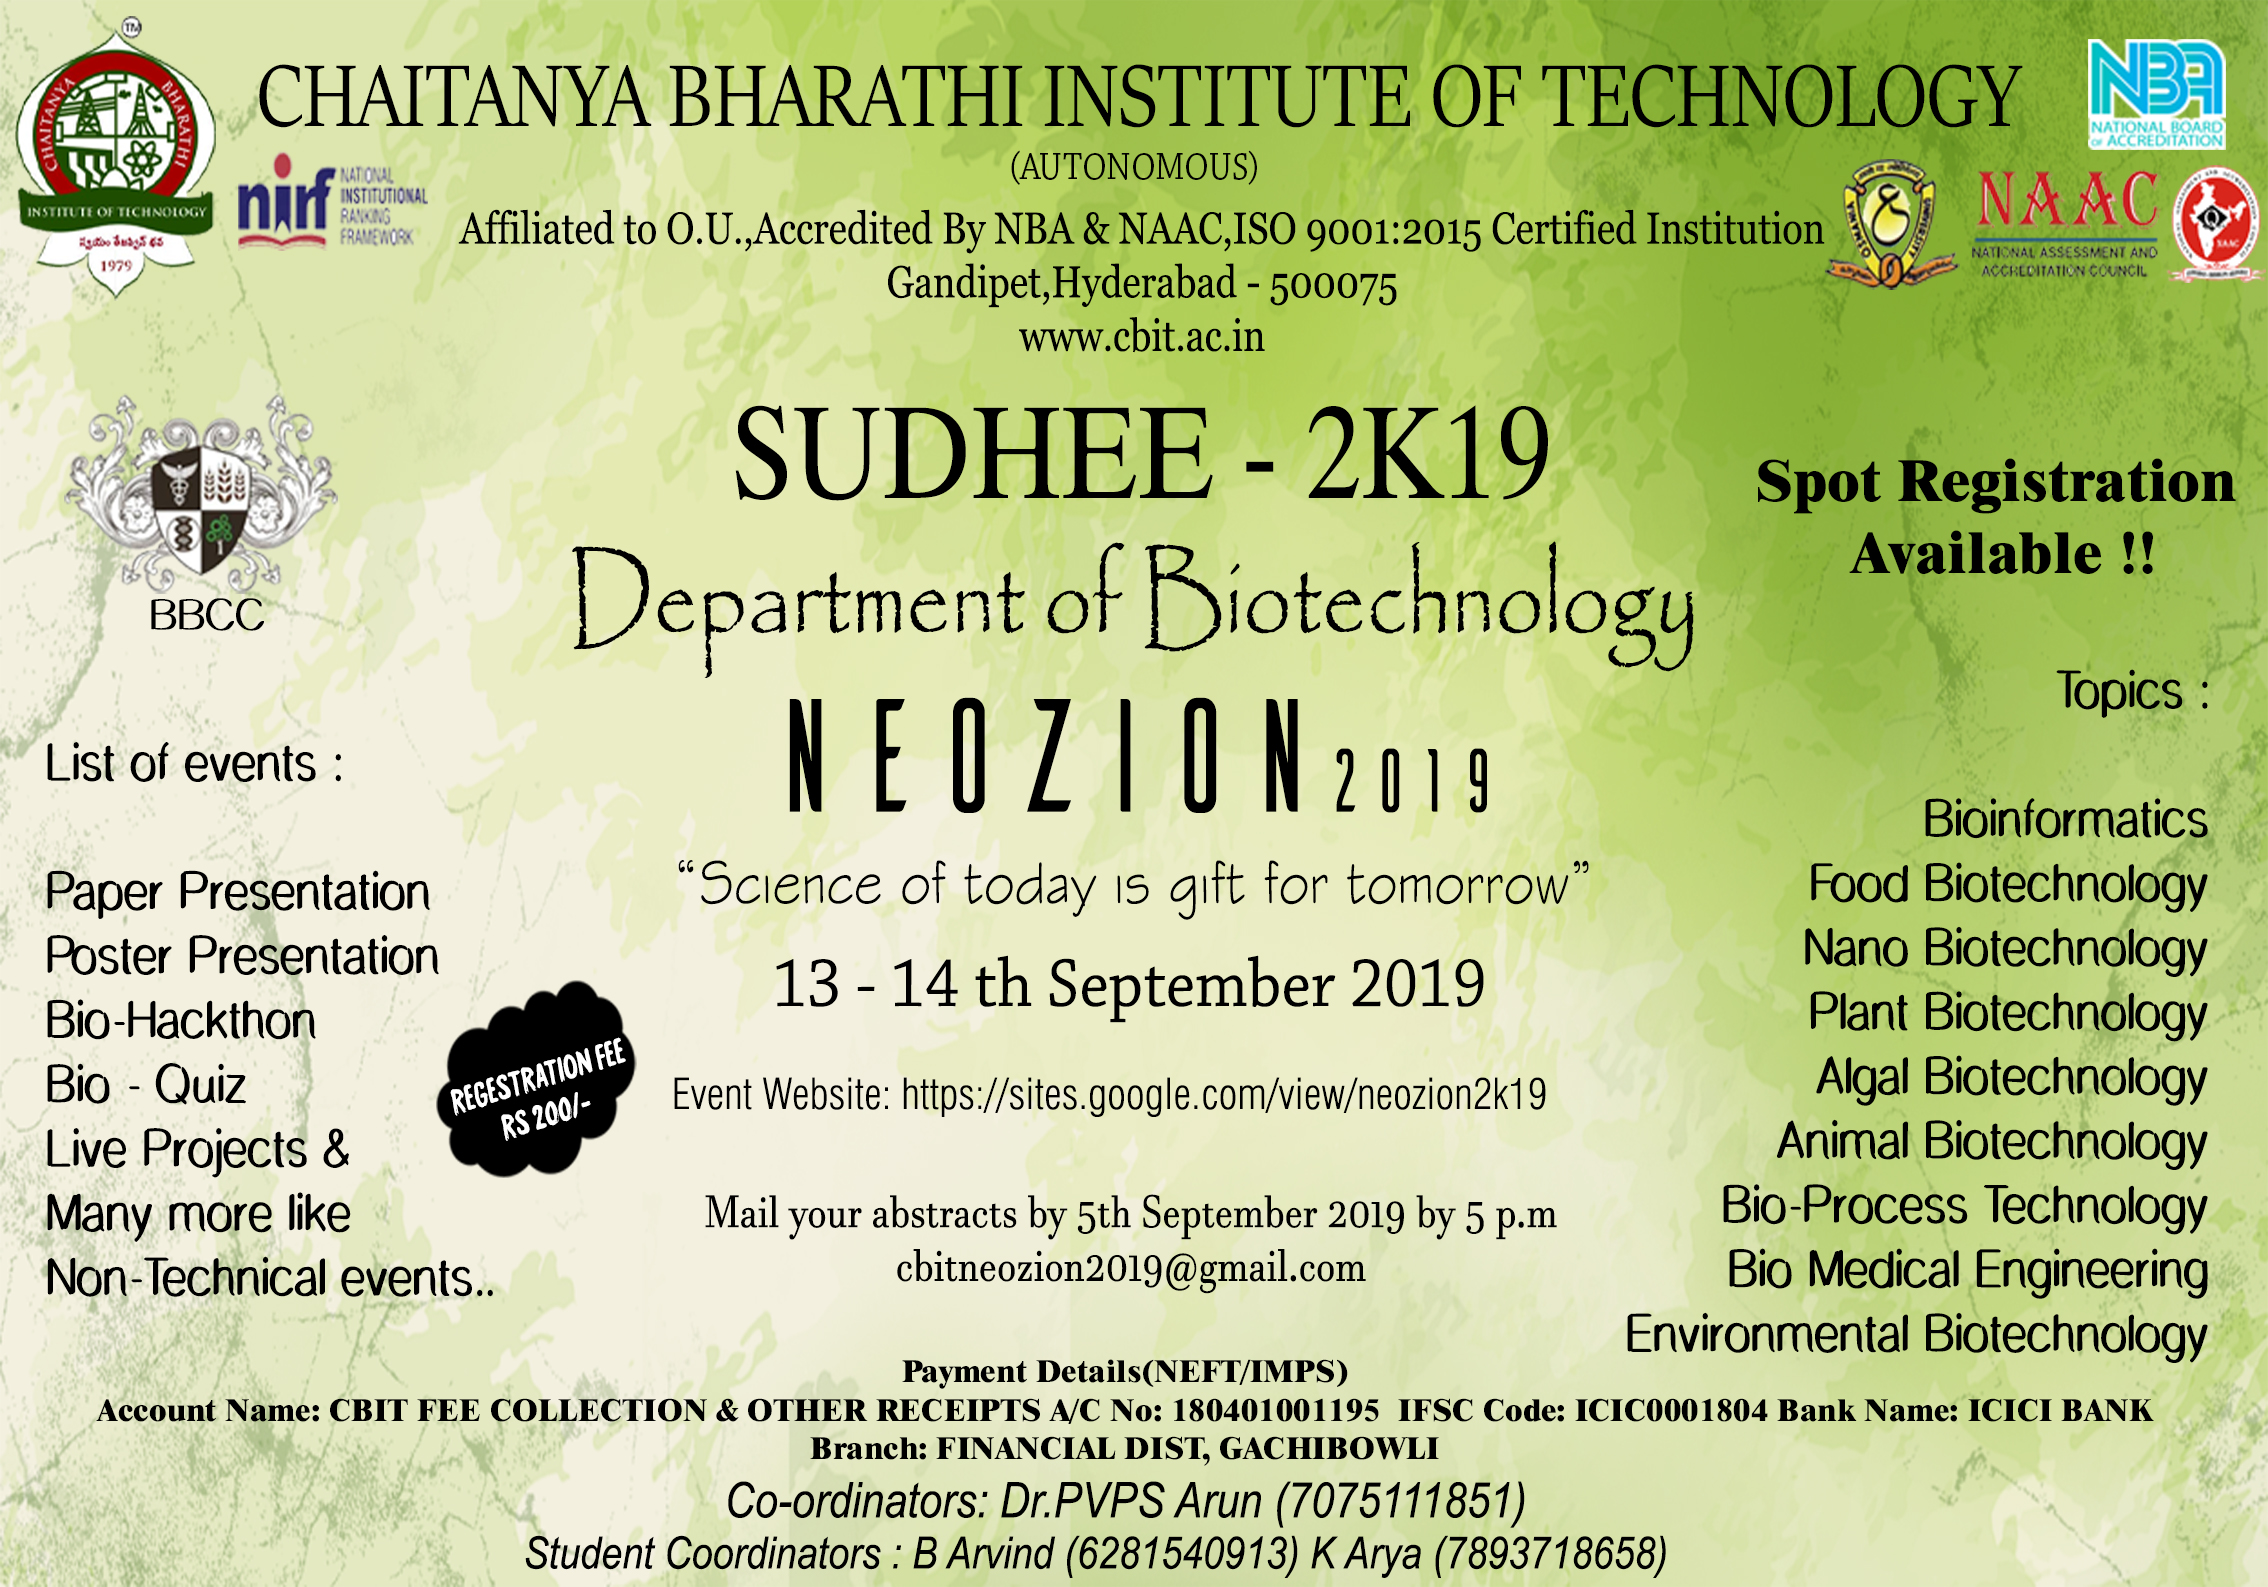 TM
CHAITANYA BHARATHI
INSTITUTE OF TECHNOLOGY
స్వయం తేజస్విన్ భవ
1979
nirf
NATIONAL
INSTITUTIONAL
RANKING
FRAMEWORK
CHAITANYA BHARATHI INSTITUTE OF TECHNOLOGY
(AUTONOMOUS)
Affiliated to O.U.,Accredited By NBA & NAAC,ISO 9001:2015 Certified Institution
Gandipet,Hyderabad - 500075
www.cbit.ac.in
NBA
NATIONAL BOARD
OF ACCREDITATION
NAAC
NATIONAL ASSESSMENT AND
ACCREDITATION COUNCIL
BBCC
SUDHEE - 2K19
Department of Biotechnology
NEOZION 2019
“Science of today is gift for tomorrow”
13 - 14 th September 2019
Event Website: https://sites.google.com/view/neozion2k19
Mail your abstracts by 5th September 2019 by 5 p.m
cbitneozion2019@gmail.com
List of events :
Paper Presentation
Poster Presentation
Bio-Hackthon
Bio - Quiz
Live Projects &
Many more like
Non-Technical events..
REGESTRATION FEE
RS 200/-
Spot Registration
Available !!
Topics :
Bioinformatics
Food Biotechnology
Nano Biotechnology
Plant Biotechnology
Algal Biotechnology
Animal Biotechnology
Bio-Process Technology
Bio Medical Engineering
Environmental Biotechnology
Payment Details(NEFT/IMPS)
Account Name: CBIT FEE COLLECTION & OTHER RECEIPTS A/C No: 180401001195 IFSC Code: ICIC0001804 Bank Name: ICICI BANK
Branch: FINANCIAL DIST, GACHIBOWLI
Co-ordinators: Dr.PVPS Arun (7075111851)
Student Coordinators : B Arvind (6281540913) K Arya (7893718658)